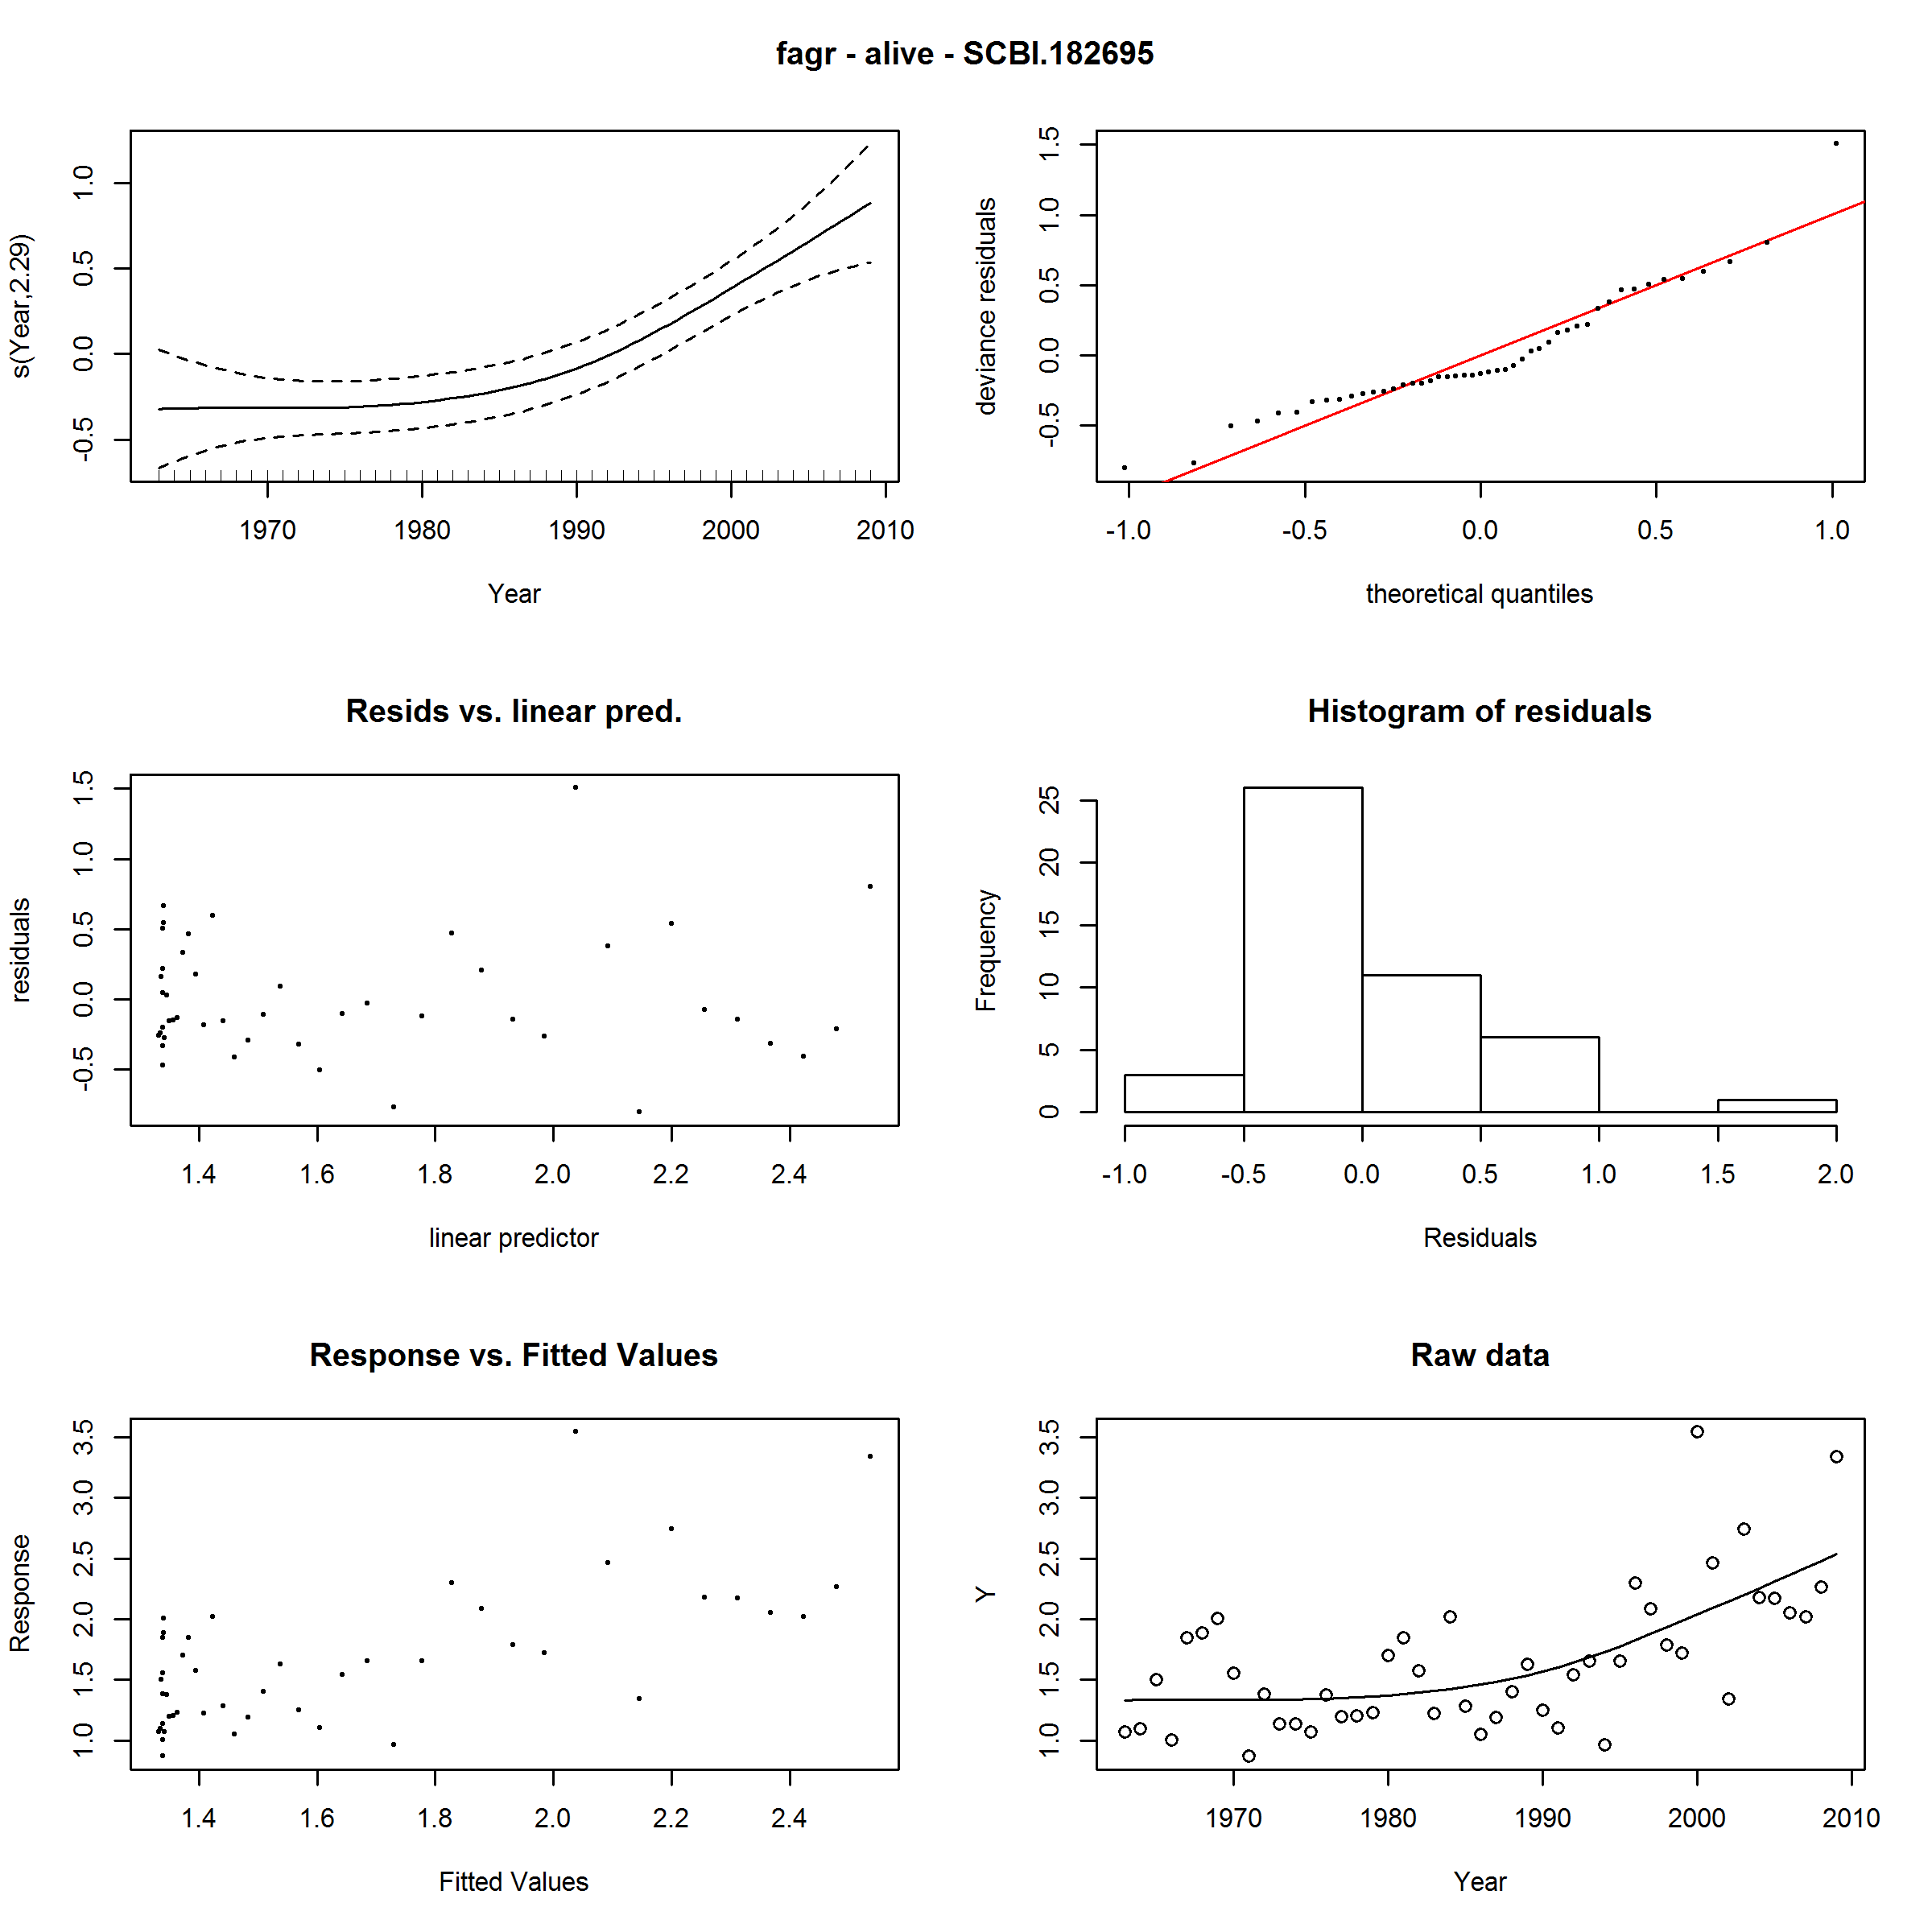 fagr - alive - SCBI.182695
s(Year,2.29)
-0.5 0.0 0.5 1.0
1970 1980 1990 2000 2010
Year
deviance residuals
-0.5 0.0 0.5 1.0 1.5
-1.0 -0.5 0.0 0.5 1.0
theoretical quantiles
Resids vs. linear pred.
residuals
-0.5 0.0 0.5 1.0 1.5
1.4 1.6 1.8 2.0 2.2 2.4
linear predictor
Histogram of residuals
Frequency
0 5 10 15 20 25
-1.0 -0.5 0.0 0.5 1.0 1.5 2.0
Residuals
Response vs. Fitted Values
Response
1.0 1.5 2.0 2.5 3.0 3.5
1.4 1.6 1.8 2.0 2.2 2.4
Fitted Values
Raw data
Y
1.0 1.5 2.0 2.5 3.0 3.5
1970 1980 1990 2000 2010
Year